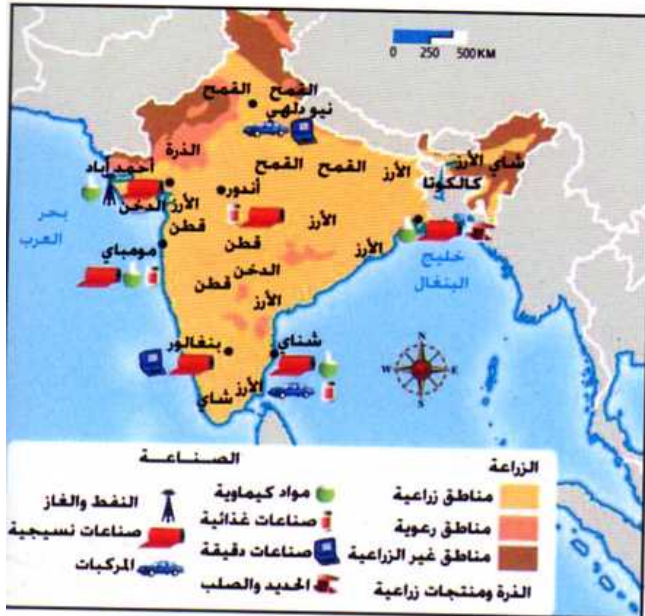 0 250 500KM
القمح
القمح
نيو دلهي
الذرة
القمح
القمح
الأرز
شاي
الأرز
كالكوتا
أحمد أباد
الدخن
الأرز
أندور
قطن
الأرز
بحر
العرب
مومباي
قطن
الأرز
خليج
البنغال
الدخن
قطن
الأرز
بنغالور
شناي
الأرز
شاي
N
W E
S
الصنـاعـة
الزراعة
النفط والغاز
مواد كيماوية
مناطق زراعية
صناعات نسيجية
صناعات غذائية
مناطق رعوية
المركبات
صناعات دقيقة
مناطق غير الزراعية
الحديد والصلب
الذرة ومنتجات زراعية